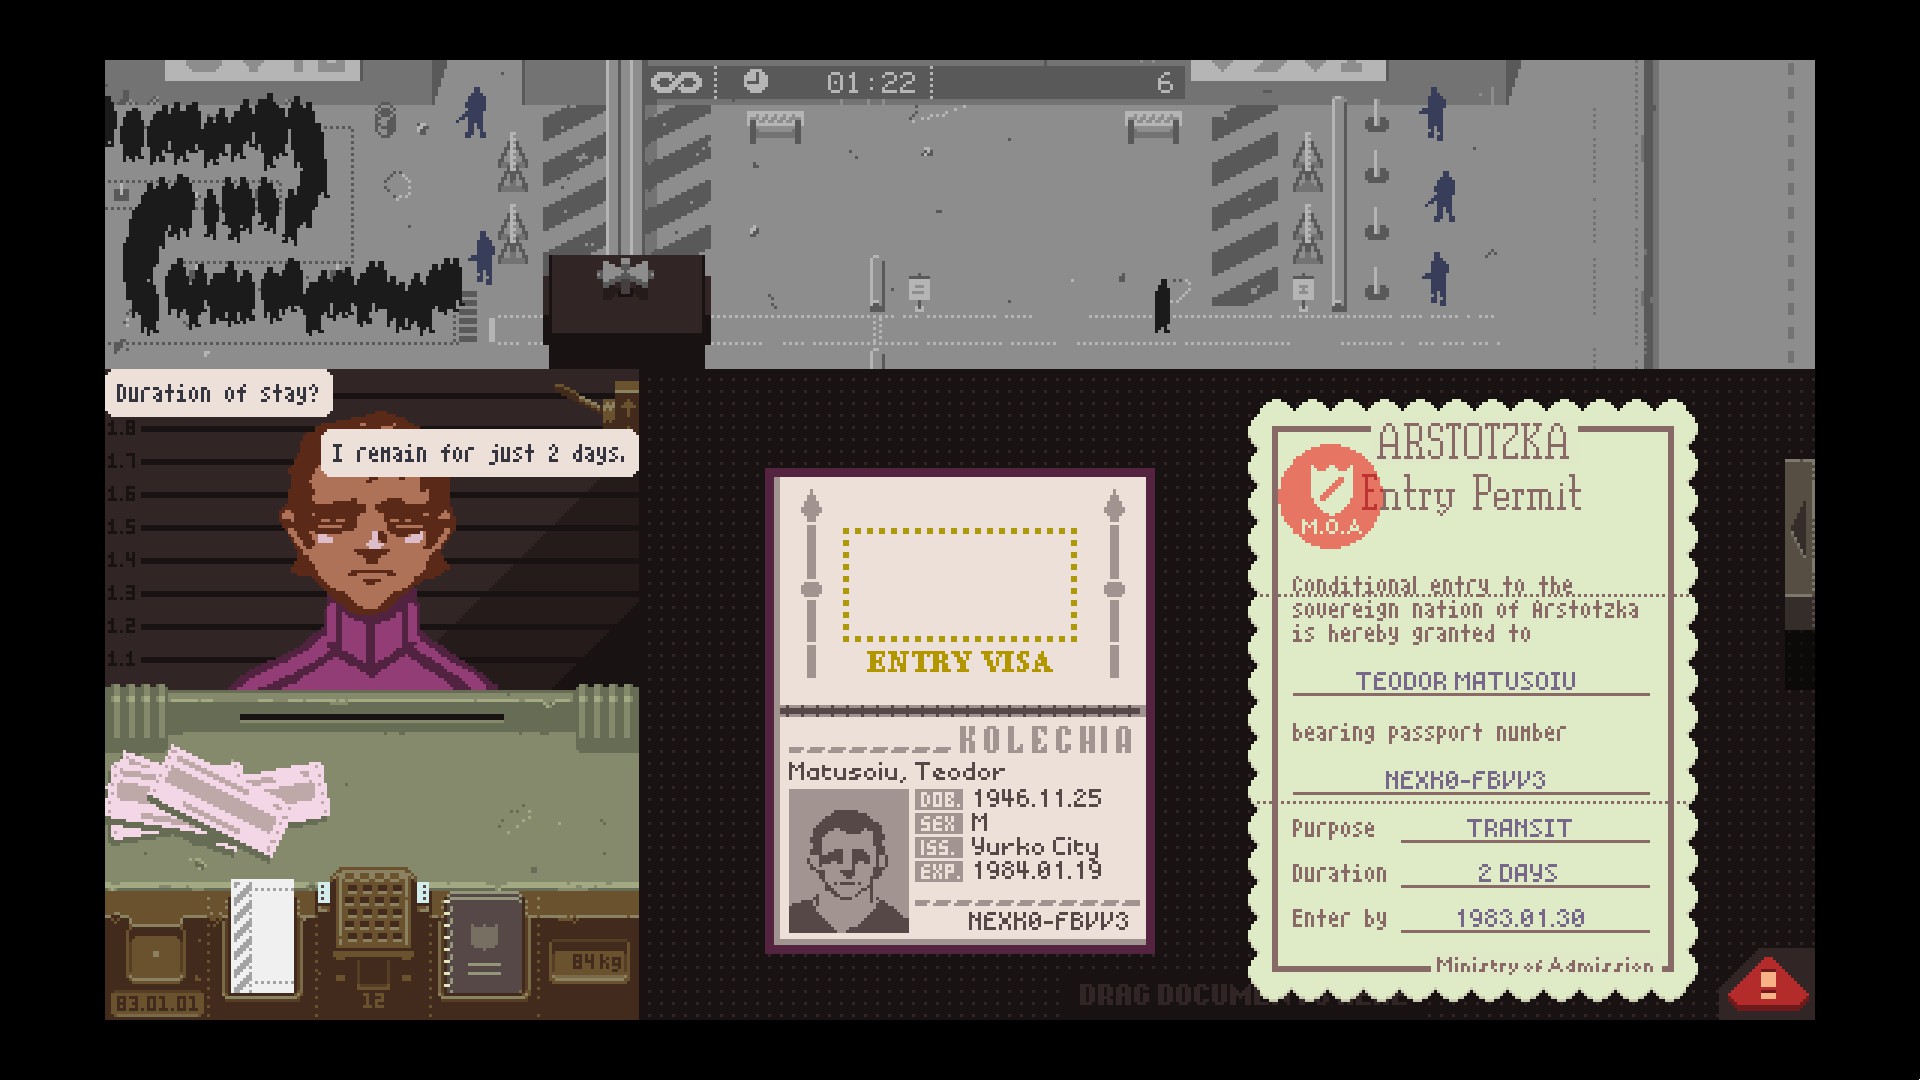 01:22
6
Duration of stay?
I remain for just 2 days.
1.8
1.7
1.6
1.5
1.4
1.3
1.2
1.1
84kg
83.01.01
12
ENTRY VISA
KOLECHIA
Matusoiu, Teodor
DOB. 1946.11.25
SEX M
ISS. Yurko City
EXP. 1984.01.19
NEXK0-FBVV3
ARSTOTZKA
Entry Permit
M.O.A
Conditional entry to the
sovereign nation of Arstotzka
is hereby granted to
TEODOR MATUSOIU
bearing passport number
NEXK0-FBVV3
Purpose TRANSIT
Duration 2 DAYS
Enter by 1983.01.30
Ministry of Admission
DRAG